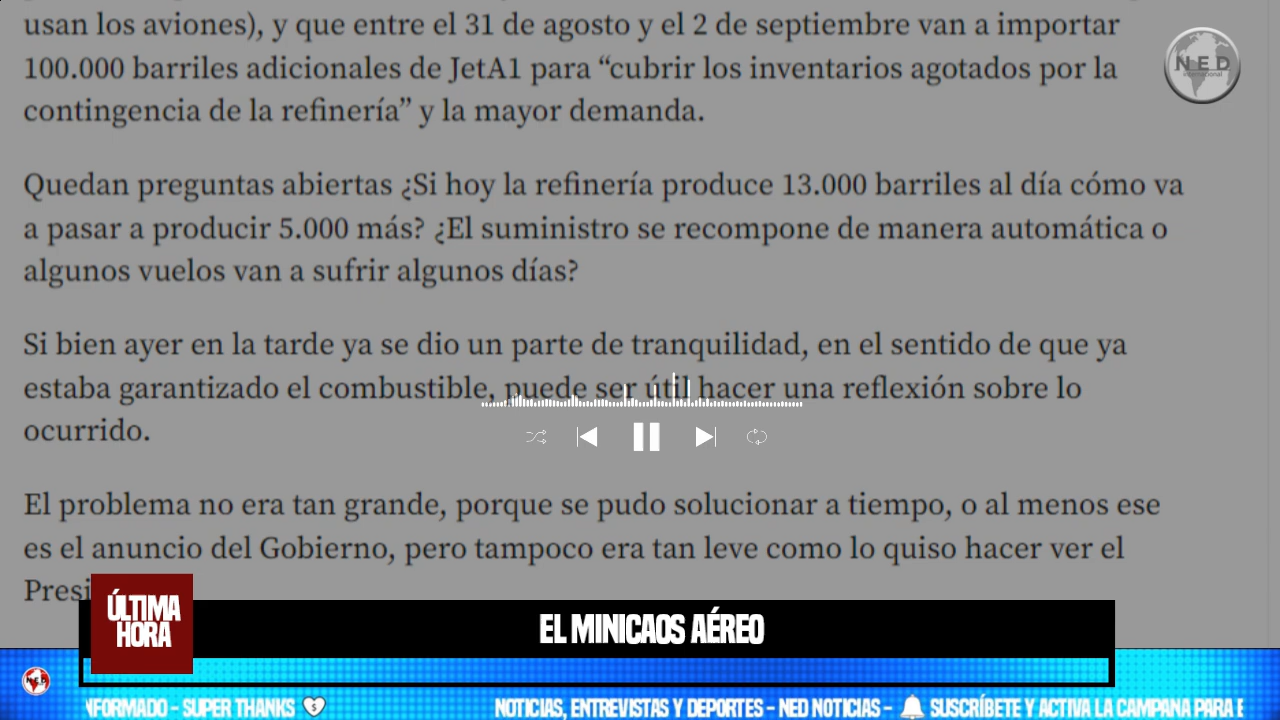 usan los aviones), y que entre el 31 de agosto y el 2 de septiembre van a importar
100.000 barriles adicionales de JetA1 para “cubrir los inventarios agotados por la
contingencia de la refinería” y la mayor demanda.
Quedan preguntas abiertas ¿Si hoy la refinería produce 13.000 barriles al día cómo va
a pasar a producir 5.000 más? ¿El suministro se recompone de manera automática o
algunos vuelos van a sufrir algunos días?
Si bien ayer en la tarde ya se dio un parte de tranquilidad, en el sentido de que ya
estaba garantizado el combustible, puede ser útil hacer una reflexión sobre lo
ocurrido.
El problema no era tan grande, porque se pudo solucionar a tiempo, o al menos ese
es el anuncio del Gobierno, pero tampoco era tan leve como lo quiso hacer ver el
Presi
NED
international
ÚLTIMA
HORA
EL MINICAOS AÉREO
NED
NFORMADO - SUPER THANKS
NOTICIAS, ENTREVISTAS Y DEPORTES - NED NOTICIAS - SUSCRÍBETE Y ACTIVA LA CAMPANA PARA E